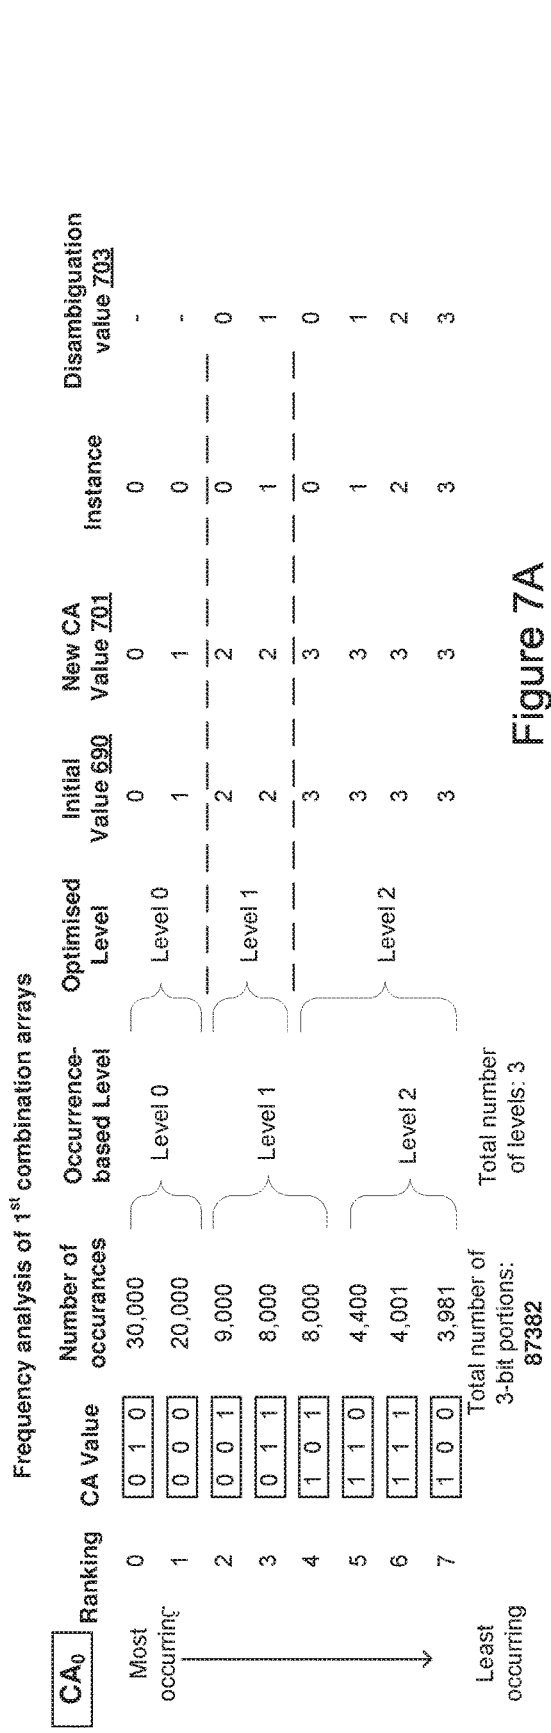 Frequency analysis of 1st combination arrays
CA0
Ranking
CA Value
Number of occurances
Occurrence-based Level
Optimised Level
Initial Value 690
New CA Value 701
Instance
Disambiguation value 703
Most occurring
0 0 1 0 30,000 0 0 0 -
1 0 0 0 20,000 1 1 0 -
2 0 0 1 9,000 2 2 0 0
3 0 1 1 8,000 2 2 1 1
4 1 0 1 8,000 3 3 0 0
5 1 1 0 4,400 3 3 1 1
6 1 1 1 4,001 3 3 2 2
7 1 0 0 3,981 3 3 3 3
Level 0
Level 1
Level 2
Level 0
Level 1
Level 2
Least occurring
Total number of 3-bit portions:
87382
Total number of levels: 3
Figure 7A